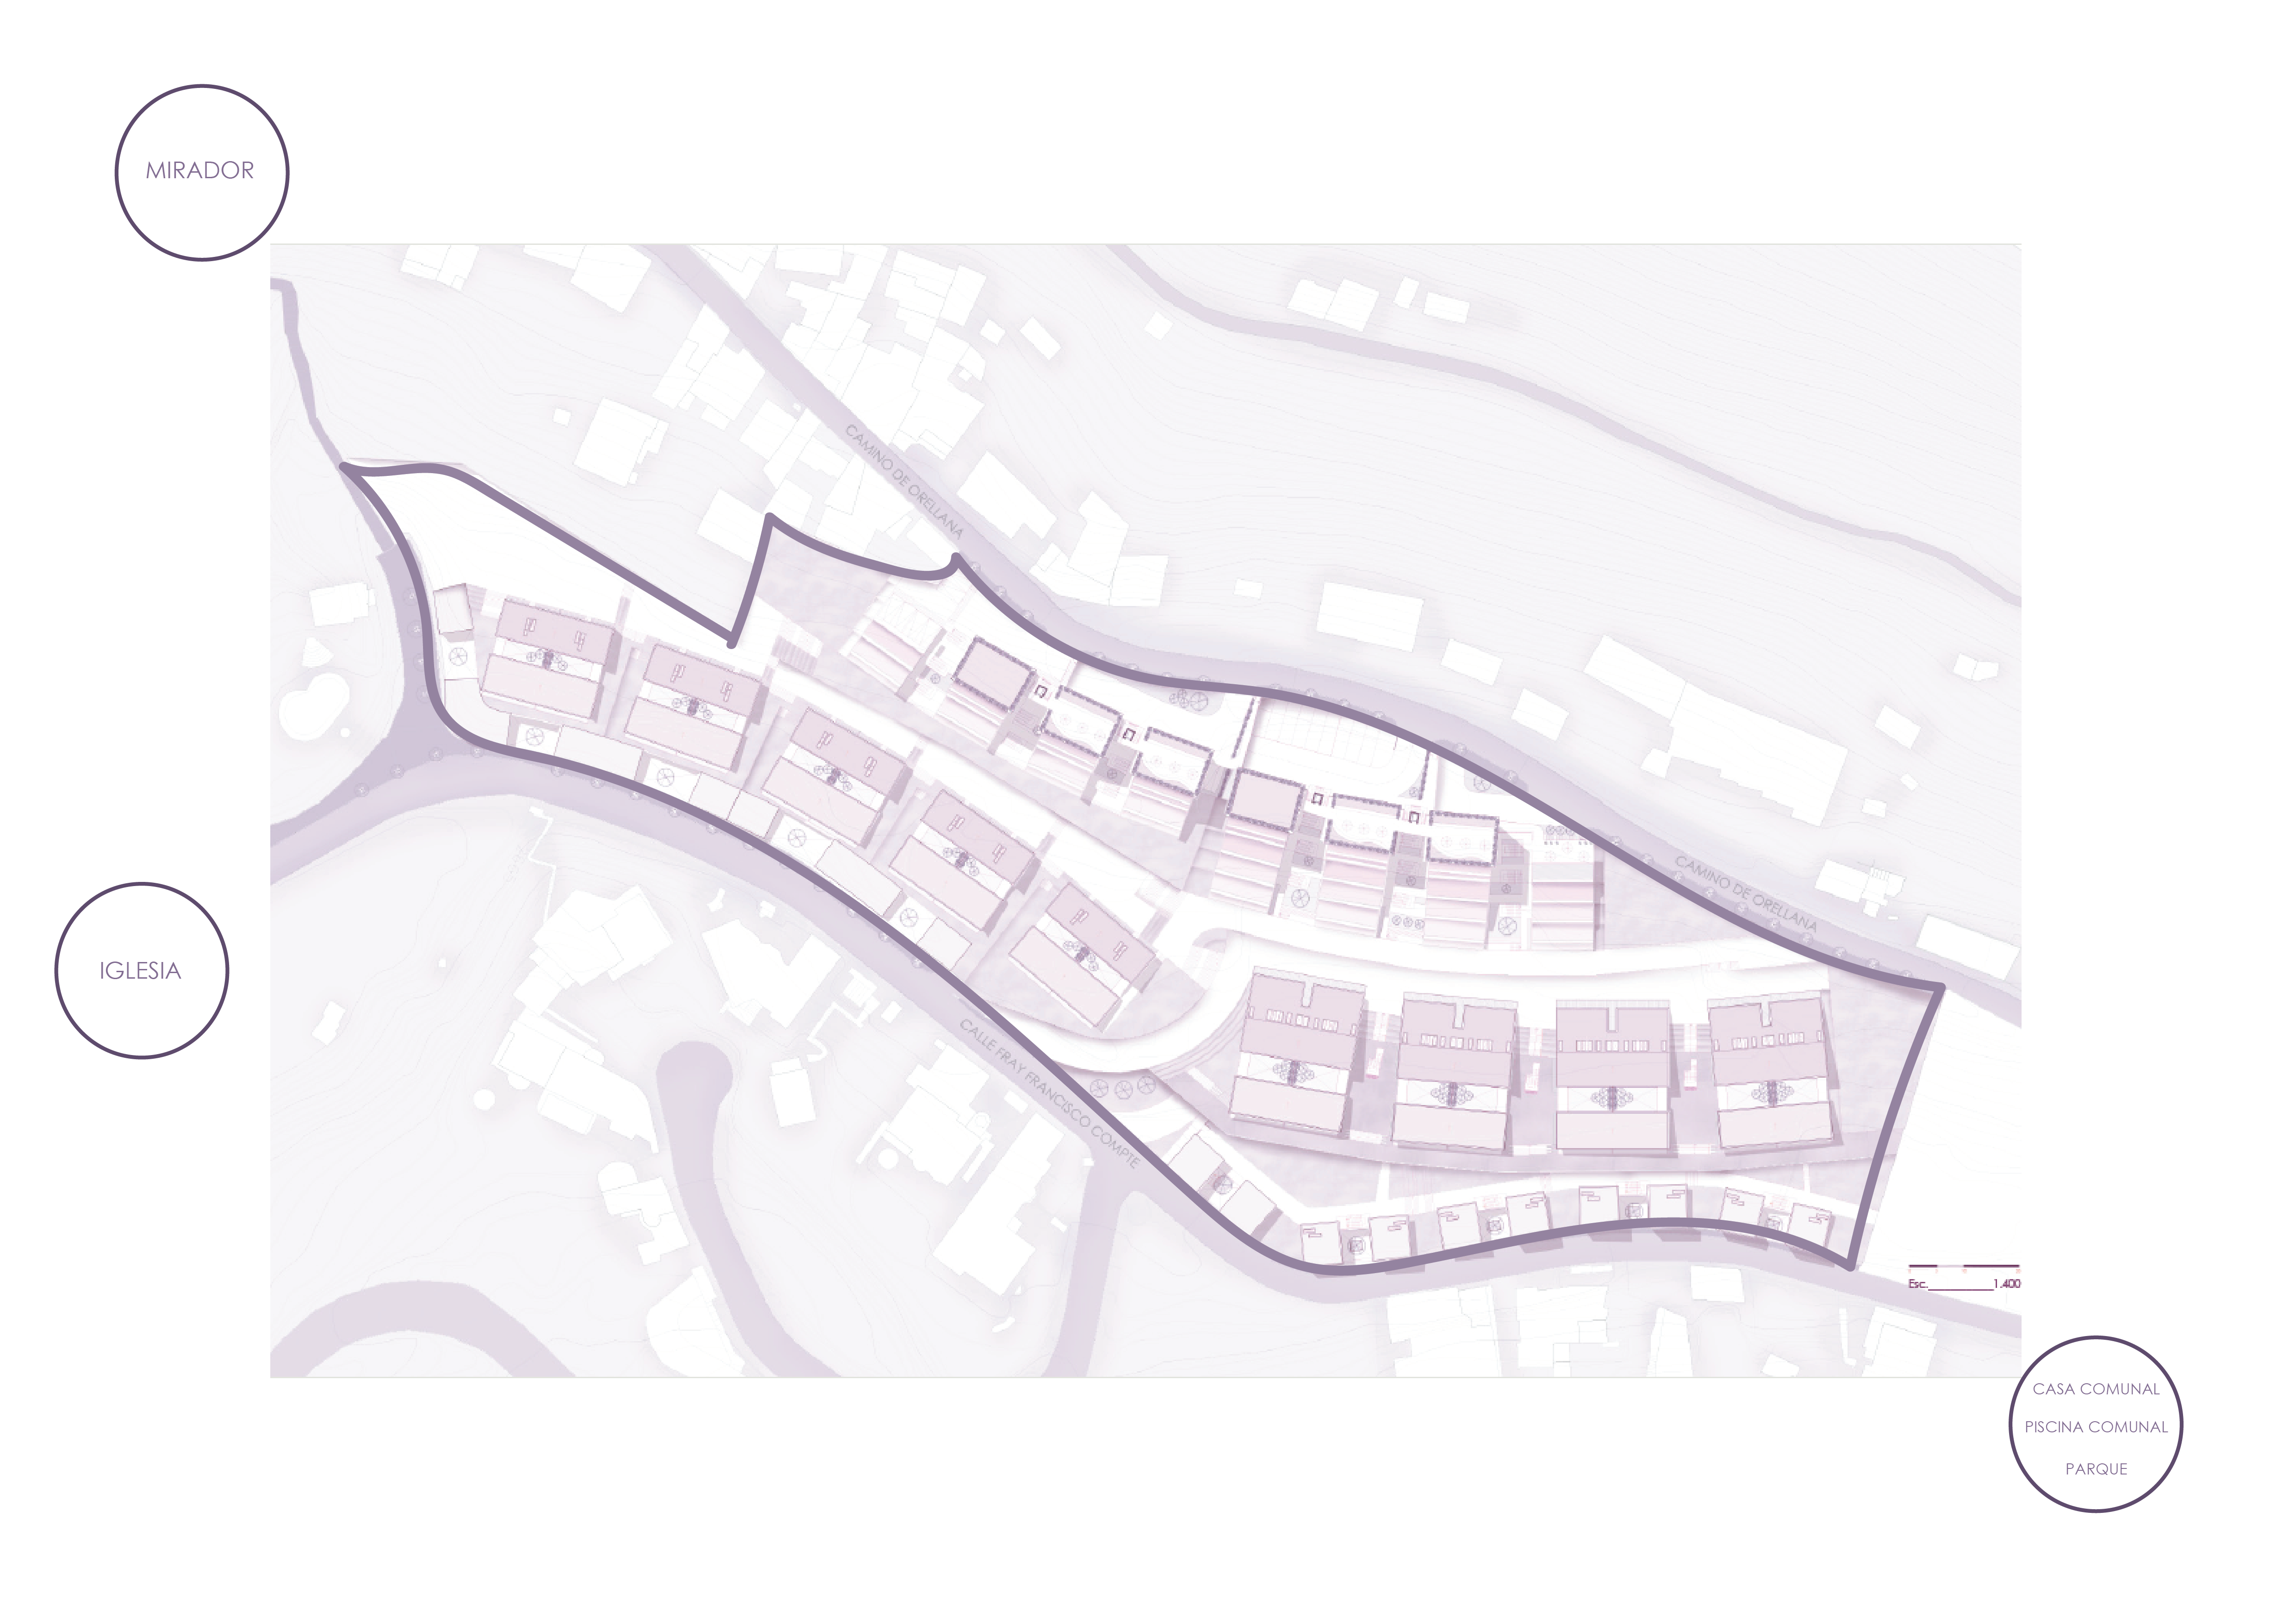 MIRADOR
CAMINO DE ORELLANA
CAMINO DE ORELLANA
IGLESIA
CALLE FRAY FRANCISCO COMPTE
Esc. 1.400
CASA COMUNAL
PISCINA COMUNAL
PARQUE